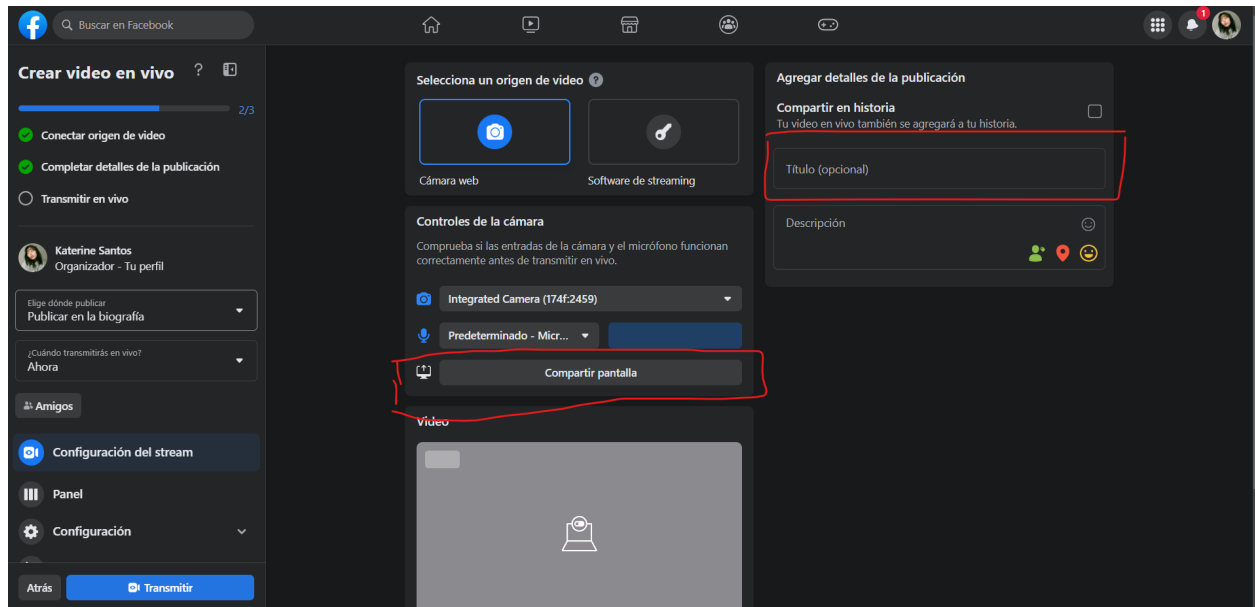 Buscar en Facebook
1
Crear video en vivo
2/3
Conectar origen de video
Completar detalles de la publicación
Transmitir en vivo
Katerine Santos
Organizador - Tu perfil
Elige dónde publicar
Publicar en la biografía
¿Cuándo transmitirás en vivo?
Ahora
Amigos
Configuración del stream
Panel
Configuración
Atrás
Transmitir
Selecciona un origen de video
Cámara web
Software de streaming
Controles de la cámara
Comprueba si las entradas de la cámara y el micrófono funcionan
correctamente antes de transmitir en vivo.
Integrated Camera (174f:2459)
Predeterminado - Micr...
Compartir pantalla
Video
Agregar detalles de la publicación
Compartir en historia
Tu video en vivo también se agregará a tu historia.
Título (opcional)
Descripción